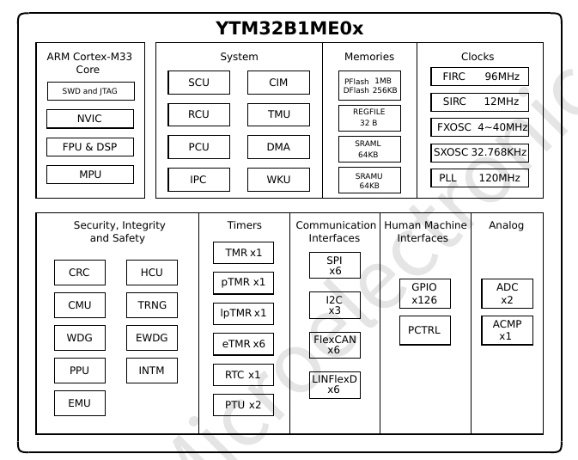 YTM32B1ME0x
ARM Cortex-M33
Core
SWD and JTAG
NVIC
FPU & DSP
MPU
System
SCU
CIM
RCU
TMU
PCU
DMA
IPC
WKU
Memories
PFlash 1MB
DFlash 256KB
REGFILE
32 B
SRAML
64KB
SRAMU
64KB
Clocks
FIRC 96MHz
SIRC 12MHz
FXOSC 4~40MHz
SXOSC 32.768KHz
PLL 120MHz
Security, Integrity
and Safety
CRC
HCU
CMU
TRNG
WDG
EWDG
PPU
INTM
EMU
Timers
TMR x1
pTMR x1
lpTMR x1
eTMR x6
RTC x1
PTU x2
Communication
Interfaces
SPI
x6
I2C
x3
FlexCAN
x6
LINFlexD
x6
Human Machine
Interfaces
GPIO
x126
PCTRL
Analog
ADC
x2
ACMP
x1
Microelectronic